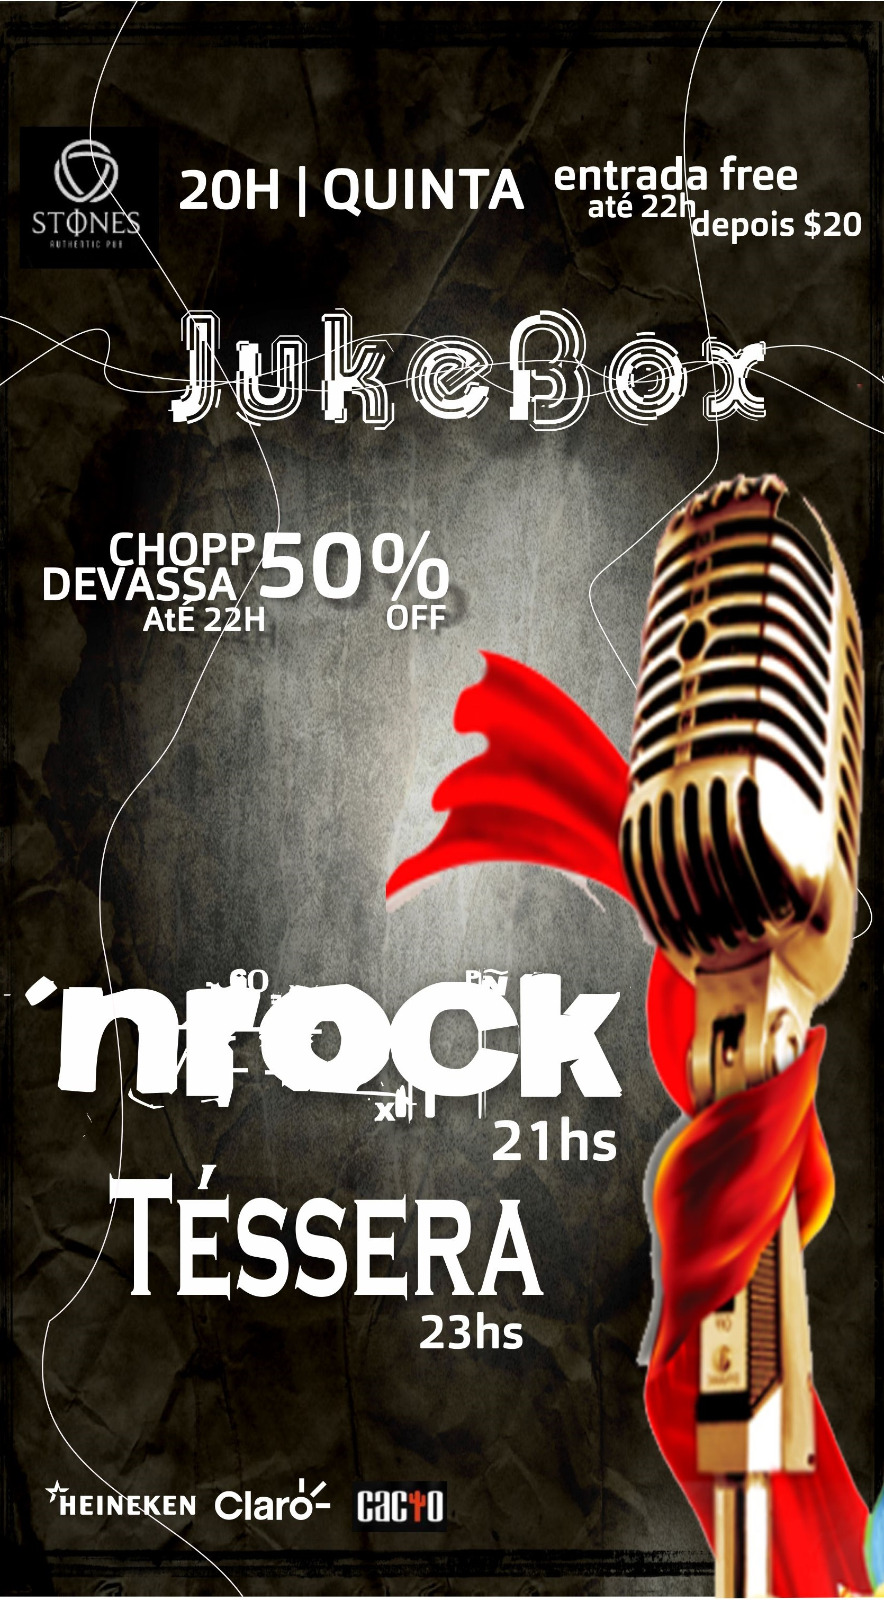 STONES
AUTHENTIC PUB
20H | QUINTA
entrada free
até 22h
depois $20
JukeBox
CHOPP
DEVASSA
AtÉ 22H
50%
OFF
'nrock
21hs
TÉSSERA
23hs
HEINEKEN
Claro
cacto